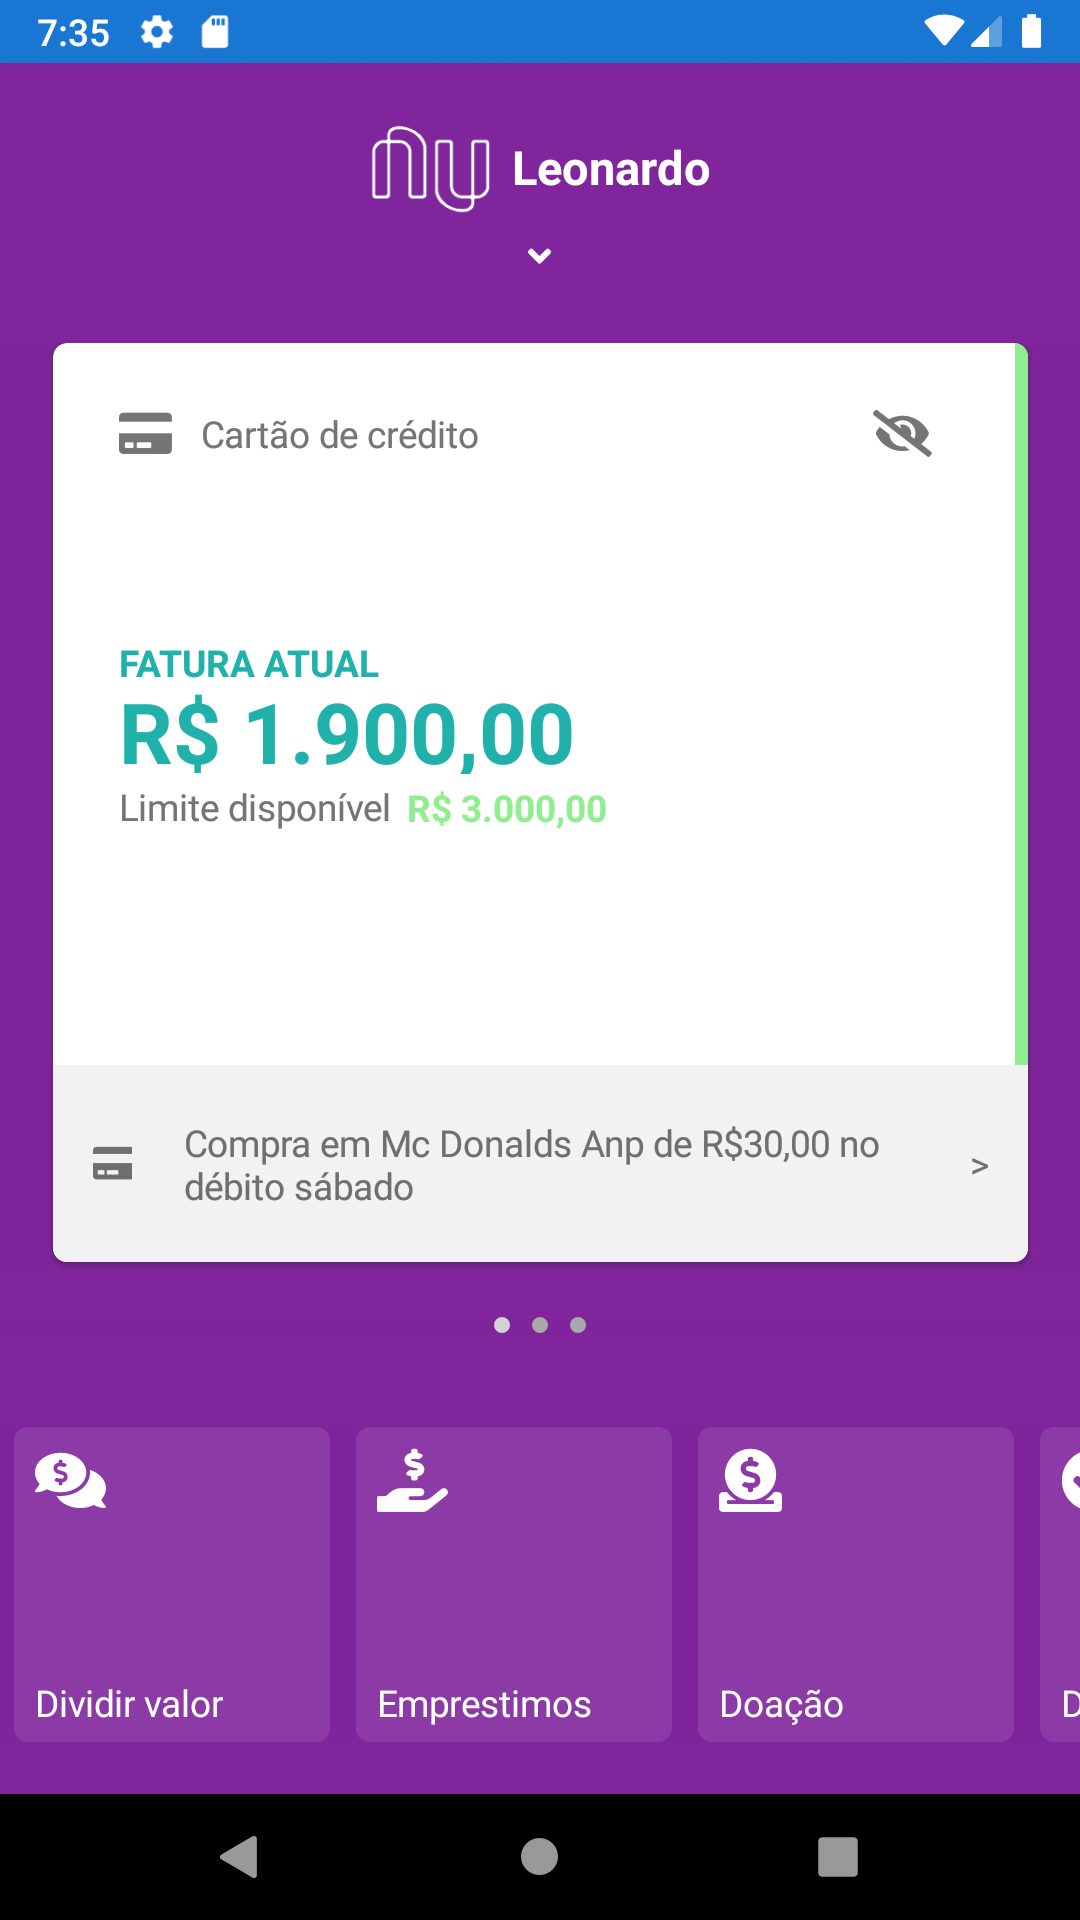 7:35
nu Leonardo
Cartão de crédito
FATURA ATUAL
R$ 1.900,00
Limite disponível R$ 3.000,00
Compra em Mc Donalds Anp de R$30,00 no
débito sábado
>
Dividir valor
Emprestimos
Doação
D